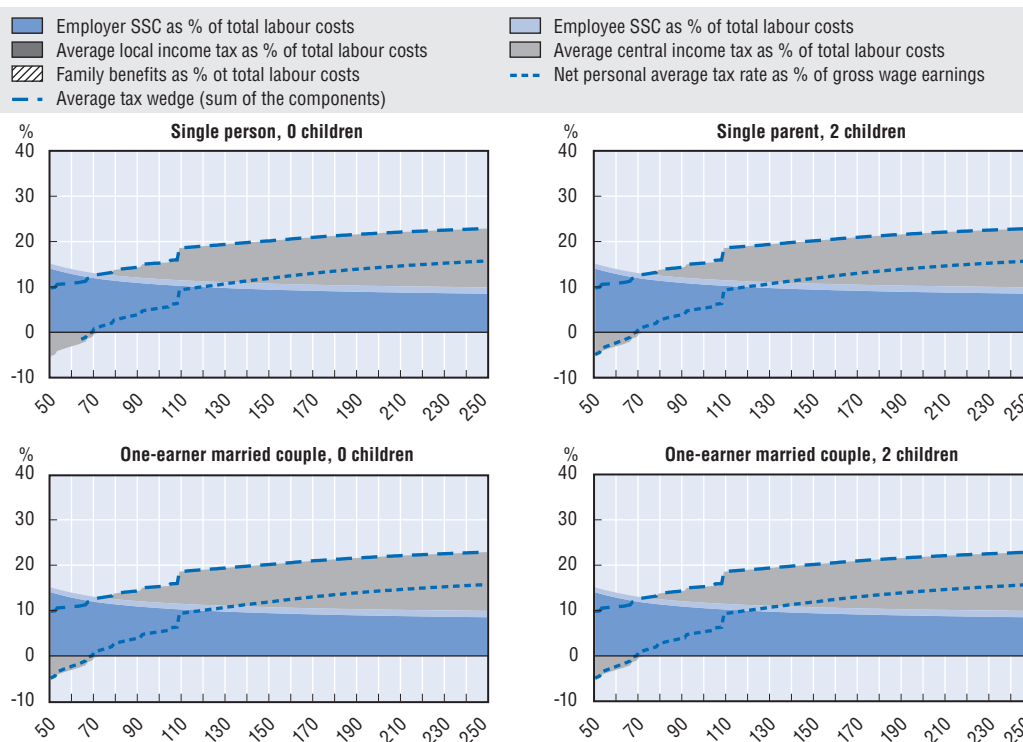 Employer SSC as % of total labour costs
Employee SSC as % of total labour costs
Average local income tax as % of total labour costs
Average central income tax as % of total labour costs
Family benefits as % ot total labour costs
Net personal average tax rate as % of gross wage earnings
Average tax wedge (sum of the components)
% Single person, 0 children
40
30
20
10
0
-10
50 70 90 110 130 150 170 190 210 230 250
% Single parent, 2 children
40
30
20
10
0
-10
50 70 90 110 130 150 170 190 210 230 250
% One-earner married couple, 0 children
40
30
20
10
0
-10
50 70 90 110 130 150 170 190 210 230 250
% One-earner married couple, 2 children
40
30
20
10
0
-10
50 70 90 110 130 150 170 190 210 230 250